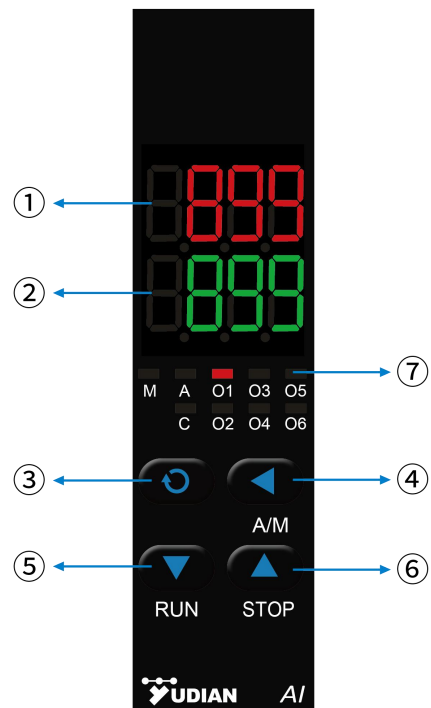 ①
②
⑦
M A O1 O3 O5
C O2 O4 O6
③
④
A/M
⑤
⑥
RUN STOP
YUDIAN AI